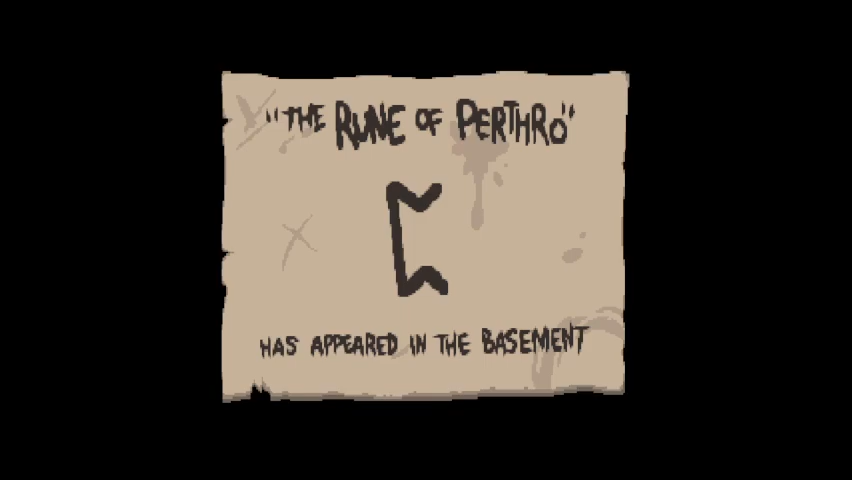 "THE RUNE OF PERTHRO"
HAS APPEARED IN THE BASEMENT